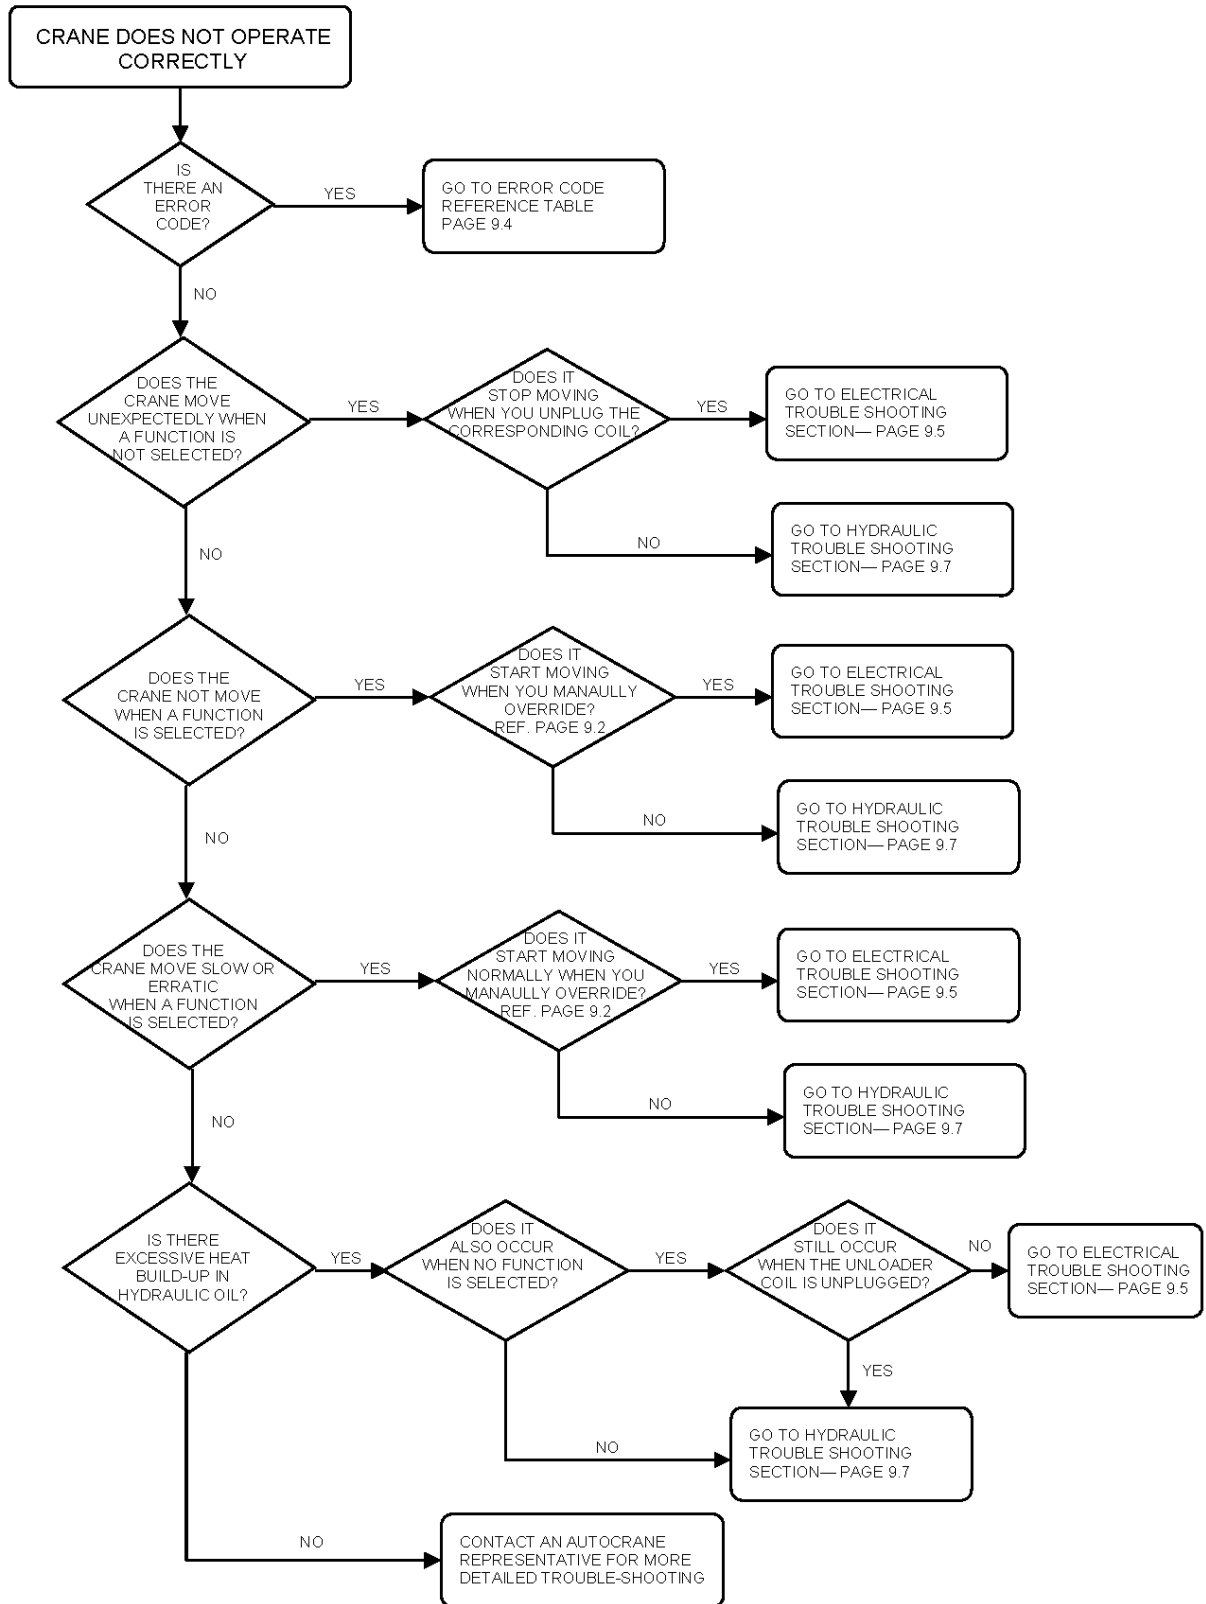 CRANE DOES NOT OPERATE
CORRECTLY
IS
THERE AN
ERROR
CODE?
YES
GO TO ERROR CODE
REFERENCE TABLE
PAGE 9.4
NO
DOES THE
CRANE MOVE
UNEXPECTEDLY WHEN
A FUNCTION IS
NOT SELECTED?
YES
DOES IT
STOP MOVING
WHEN YOU UNPLUG THE
CORRESPONDING COIL?
YES
GO TO ELECTRICAL
TROUBLE SHOOTING
SECTION— PAGE 9.5
NO
GO TO HYDRAULIC
TROUBLE SHOOTING
SECTION— PAGE 9.7
NO
DOES THE
CRANE NOT MOVE
WHEN A FUNCTION
IS SELECTED?
YES
DOES IT
START MOVING
WHEN YOU MANAULLY
OVERRIDE?
REF. PAGE 9.2
YES
GO TO ELECTRICAL
TROUBLE SHOOTING
SECTION— PAGE 9.5
NO
GO TO HYDRAULIC
TROUBLE SHOOTING
SECTION— PAGE 9.7
NO
DOES THE
CRANE MOVE SLOW OR
ERRATIC
WHEN A FUNCTION
IS SELECTED?
YES
DOES IT
START MOVING
NORMALLY WHEN YOU
MANAULLY OVERRIDE?
REF. PAGE 9.2
YES
GO TO ELECTRICAL
TROUBLE SHOOTING
SECTION— PAGE 9.5
NO
GO TO HYDRAULIC
TROUBLE SHOOTING
SECTION— PAGE 9.7
NO
IS THERE
EXCESSIVE HEAT
BUILD-UP IN
HYDRAULIC OIL?
YES
DOES IT
ALSO OCCUR
WHEN NO FUNCTION
IS SELECTED?
YES
DOES IT
STILL OCCUR
WHEN THE UNLOADER
COIL IS UNPLUGGED?
NO
GO TO ELECTRICAL
TROUBLE SHOOTING
SECTION— PAGE 9.5
YES
NO
GO TO HYDRAULIC
TROUBLE SHOOTING
SECTION— PAGE 9.7
NO
CONTACT AN AUTOCRANE
REPRESENTATIVE FOR MORE
DETAILED TROUBLE-SHOOTING